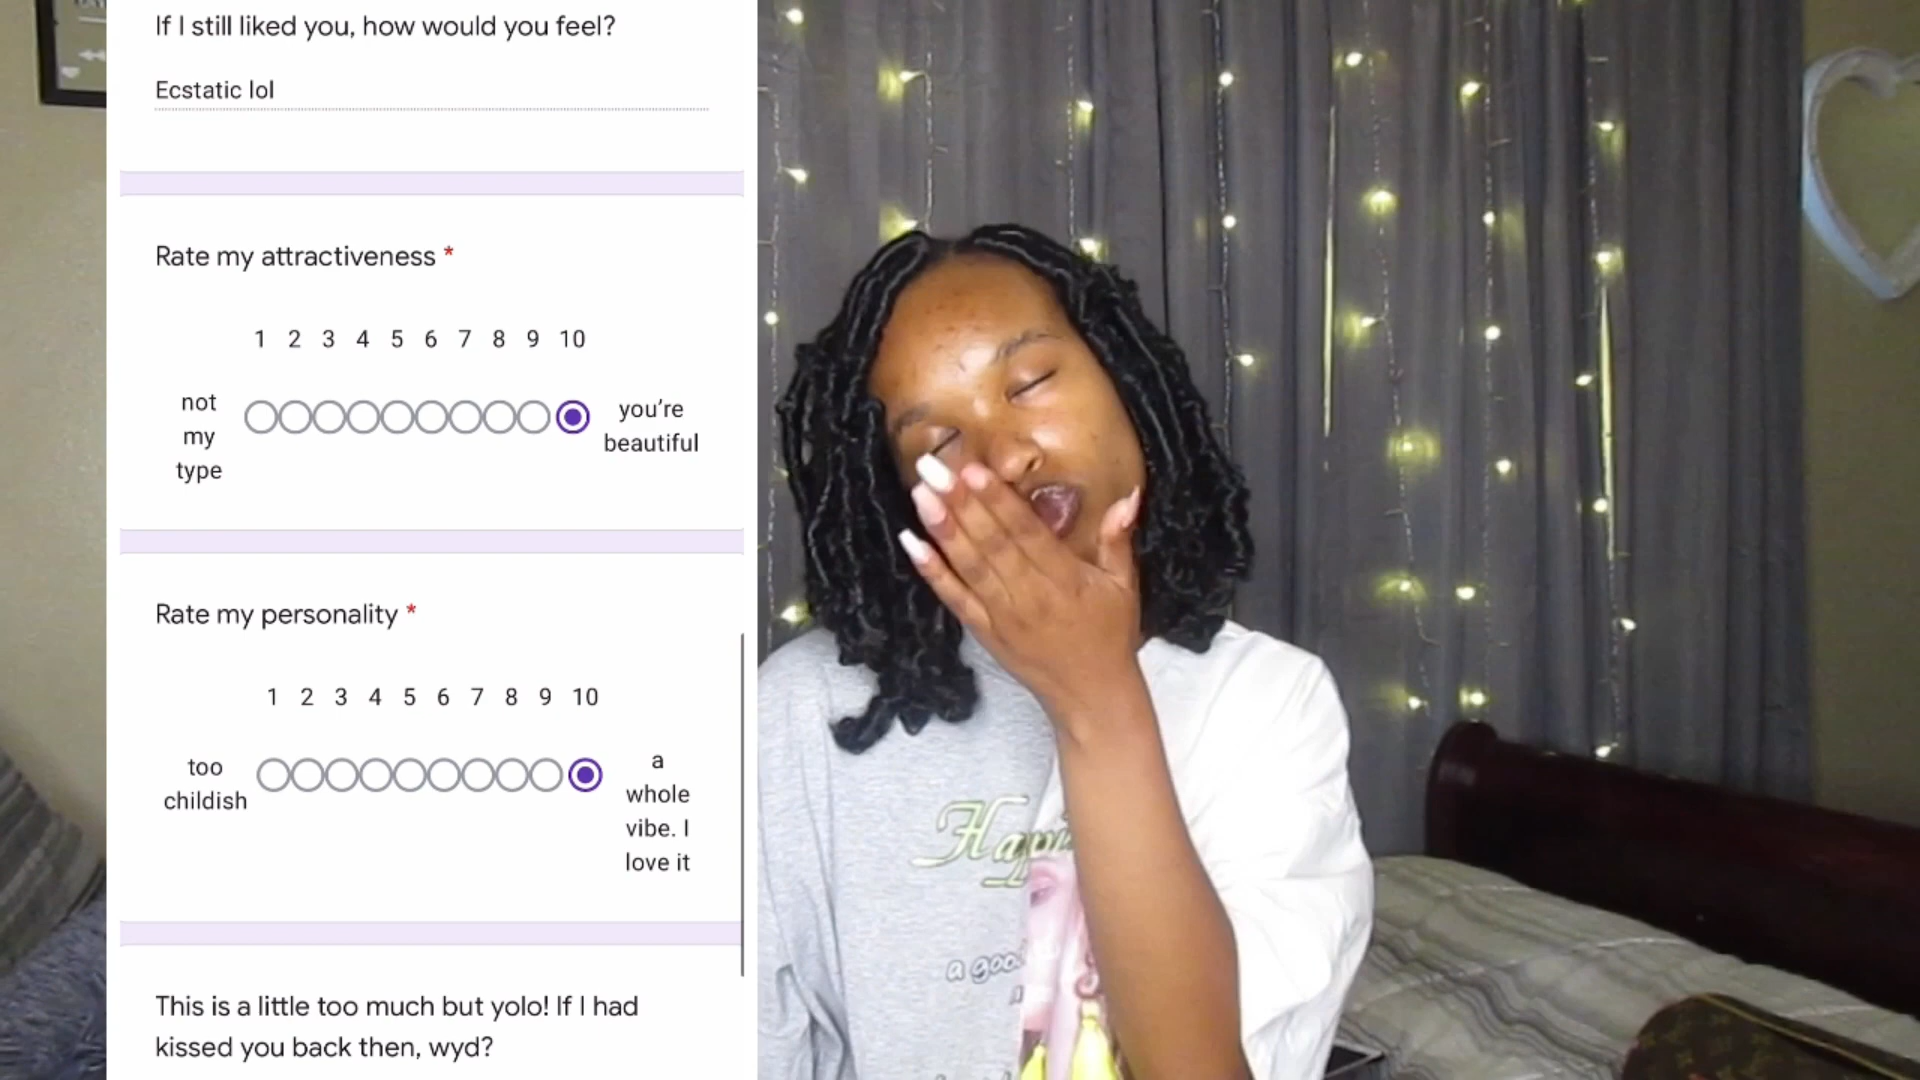 If I still liked you, how would you feel?
Ecstatic lol
Rate my attractiveness *
1 2 3 4 5 6 7 8 9 10
not
my
type
you’re
beautiful
Rate my personality *
1 2 3 4 5 6 7 8 9 10
too
childish
a
whole
vibe. I
love it
This is a little too much but yolo! If I had
kissed you back then, wyd?
a